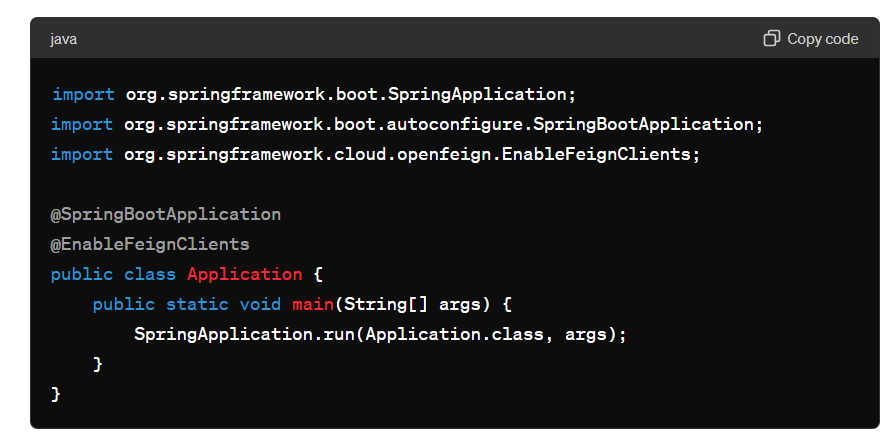 java
Copy code
import org.springframework.boot.SpringApplication;
import org.springframework.boot.autoconfigure.SpringBootApplication;
import org.springframework.cloud.openfeign.EnableFeignClients;
@SpringBootApplication
@EnableFeignClients
public class Application {
    public static void main(String[] args) {
        SpringApplication.run(Application.class, args);
    }
}